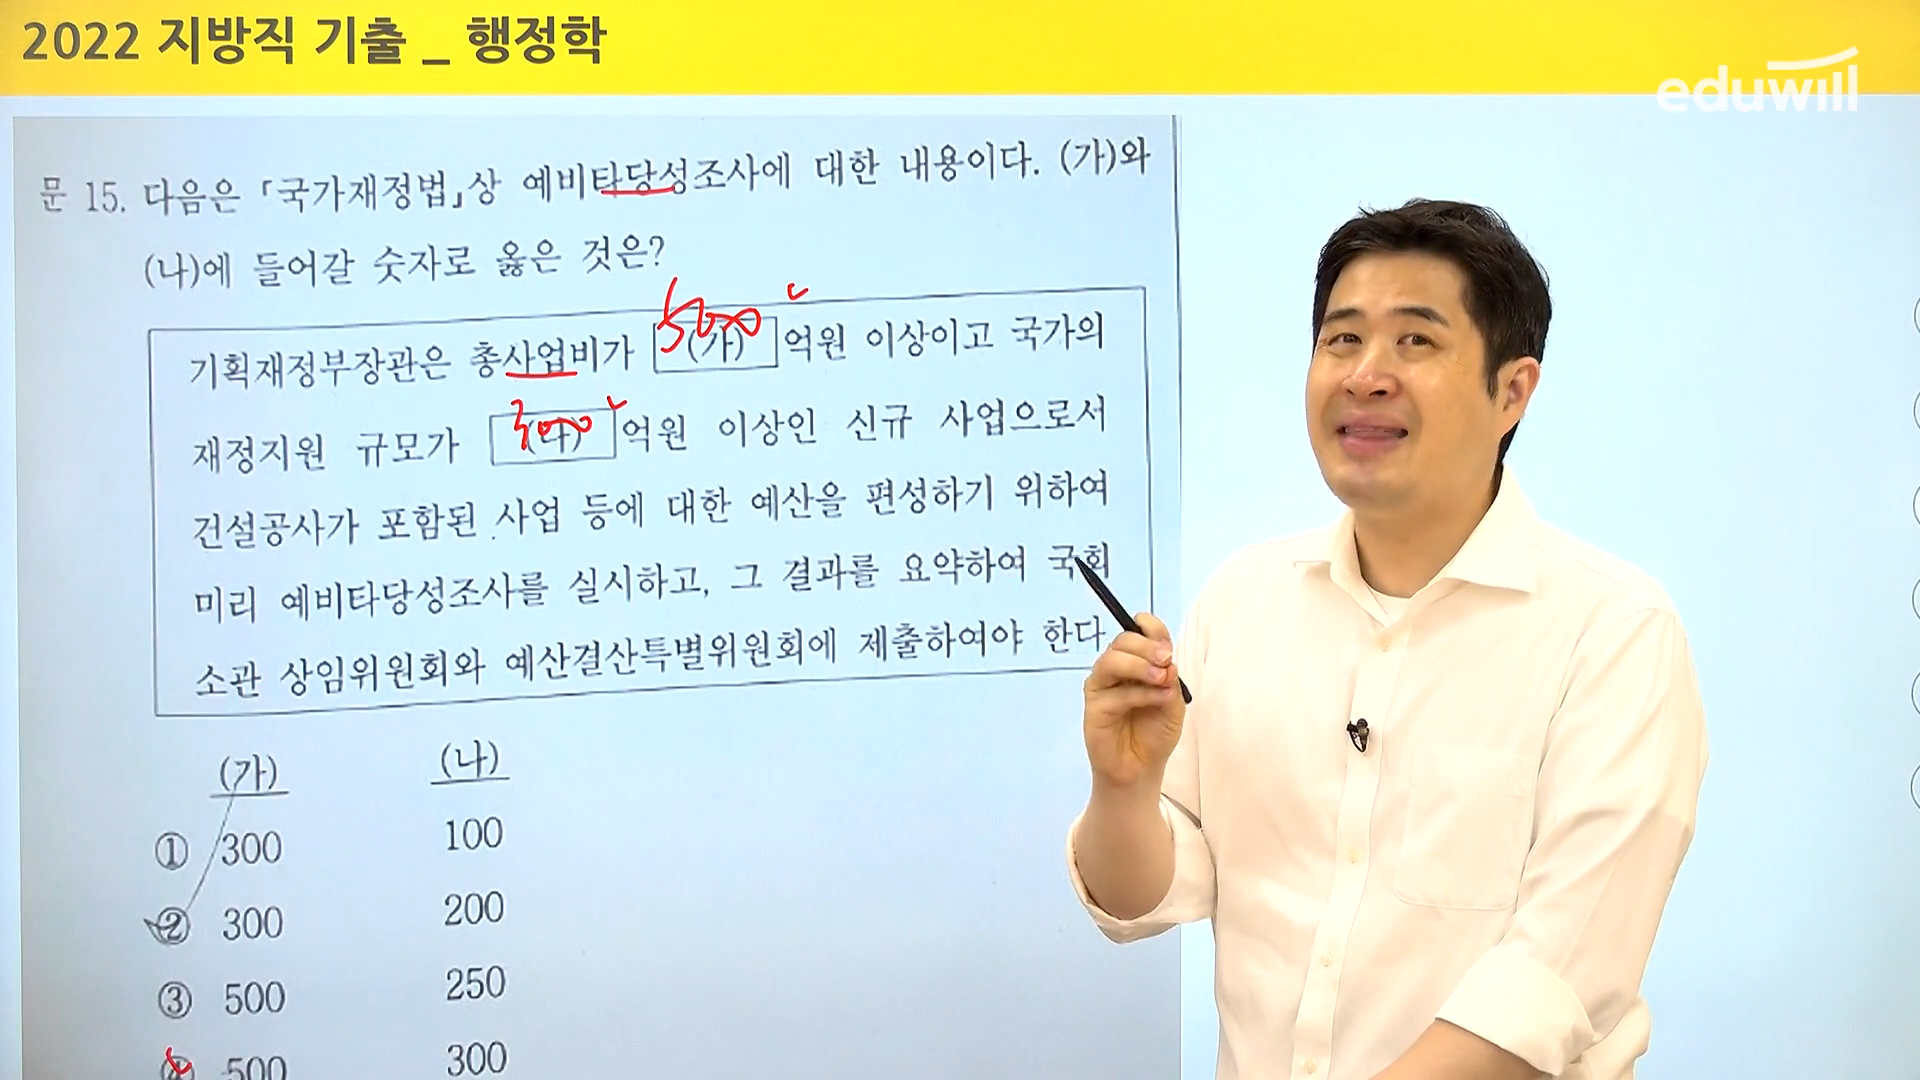 2022 지방직 기출 _ 행정학
eduwill
문 15. 다음은 「국가재정법」상 예비타당성조사에 대한 내용이다. (가)와
(나)에 들어갈 숫자로 옳은 것은?
500
기획재정부장관은 총사업비가 (가) 억원 이상이고 국가의
300
재정지원 규모가 (나) 억원 이상인 신규 사업으로서
건설공사가 포함된 사업 등에 대한 예산을 편성하기 위하여
미리 예비타당성조사를 실시하고, 그 결과를 요약하여 국회
소관 상임위원회와 예산결산특별위원회에 제출하여야 한다.
(가) (나)
① 300 100
② 300 200
③ 500 250
④ 500 300